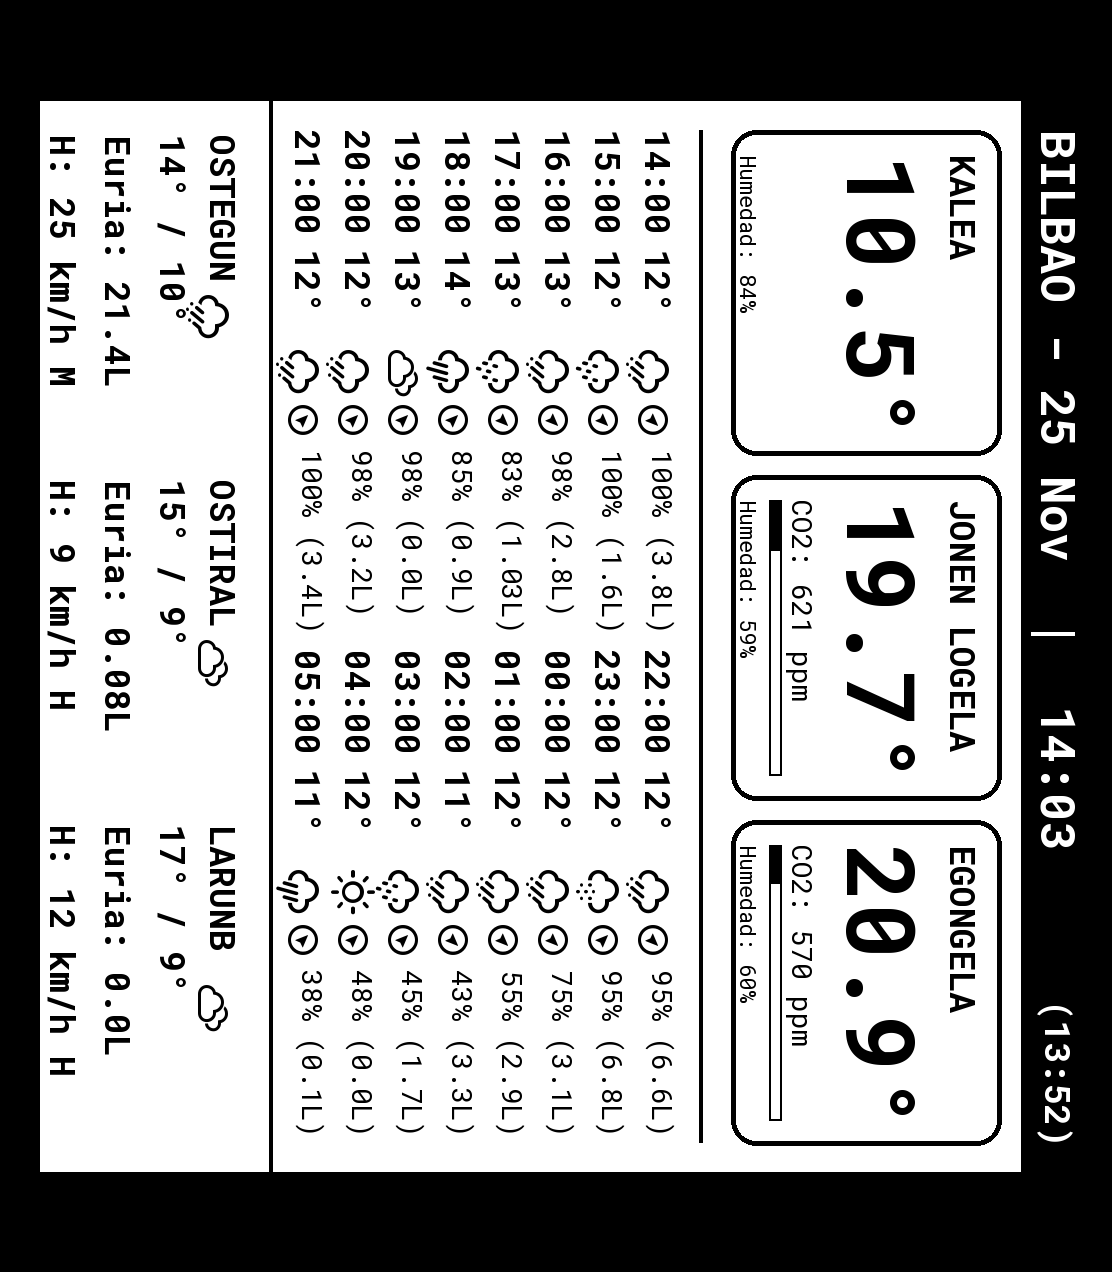 BILBAO - 25 Nov | 14:03 (13:52)
KALEA
10.5°
Humedad: 84%
JONEN LOGELA
19.7°
CO2: 621 ppm
Humedad: 59%
EGONGELA
20.9°
CO2: 570 ppm
Humedad: 60%
14:00 12° 100% (3.8L)
15:00 12° 100% (1.6L)
16:00 13° 98% (2.8L)
17:00 13° 83% (1.03L)
18:00 14° 85% (0.9L)
19:00 13° 98% (0.0L)
20:00 12° 98% (3.2L)
21:00 12° 100% (3.4L)
22:00 12° 95% (6.6L)
23:00 12° 95% (6.8L)
00:00 12° 75% (3.1L)
01:00 12° 55% (2.9L)
02:00 11° 43% (3.3L)
03:00 12° 45% (1.7L)
04:00 12° 48% (0.0L)
05:00 11° 38% (0.1L)
OSTEGUN
14° / 10°
Euria: 21.4L
H: 25 km/h M
OSTIRAL
15° / 9°
Euria: 0.08L
H: 9 km/h H
LARUNB
17° / 9°
Euria: 0.0L
H: 12 km/h H